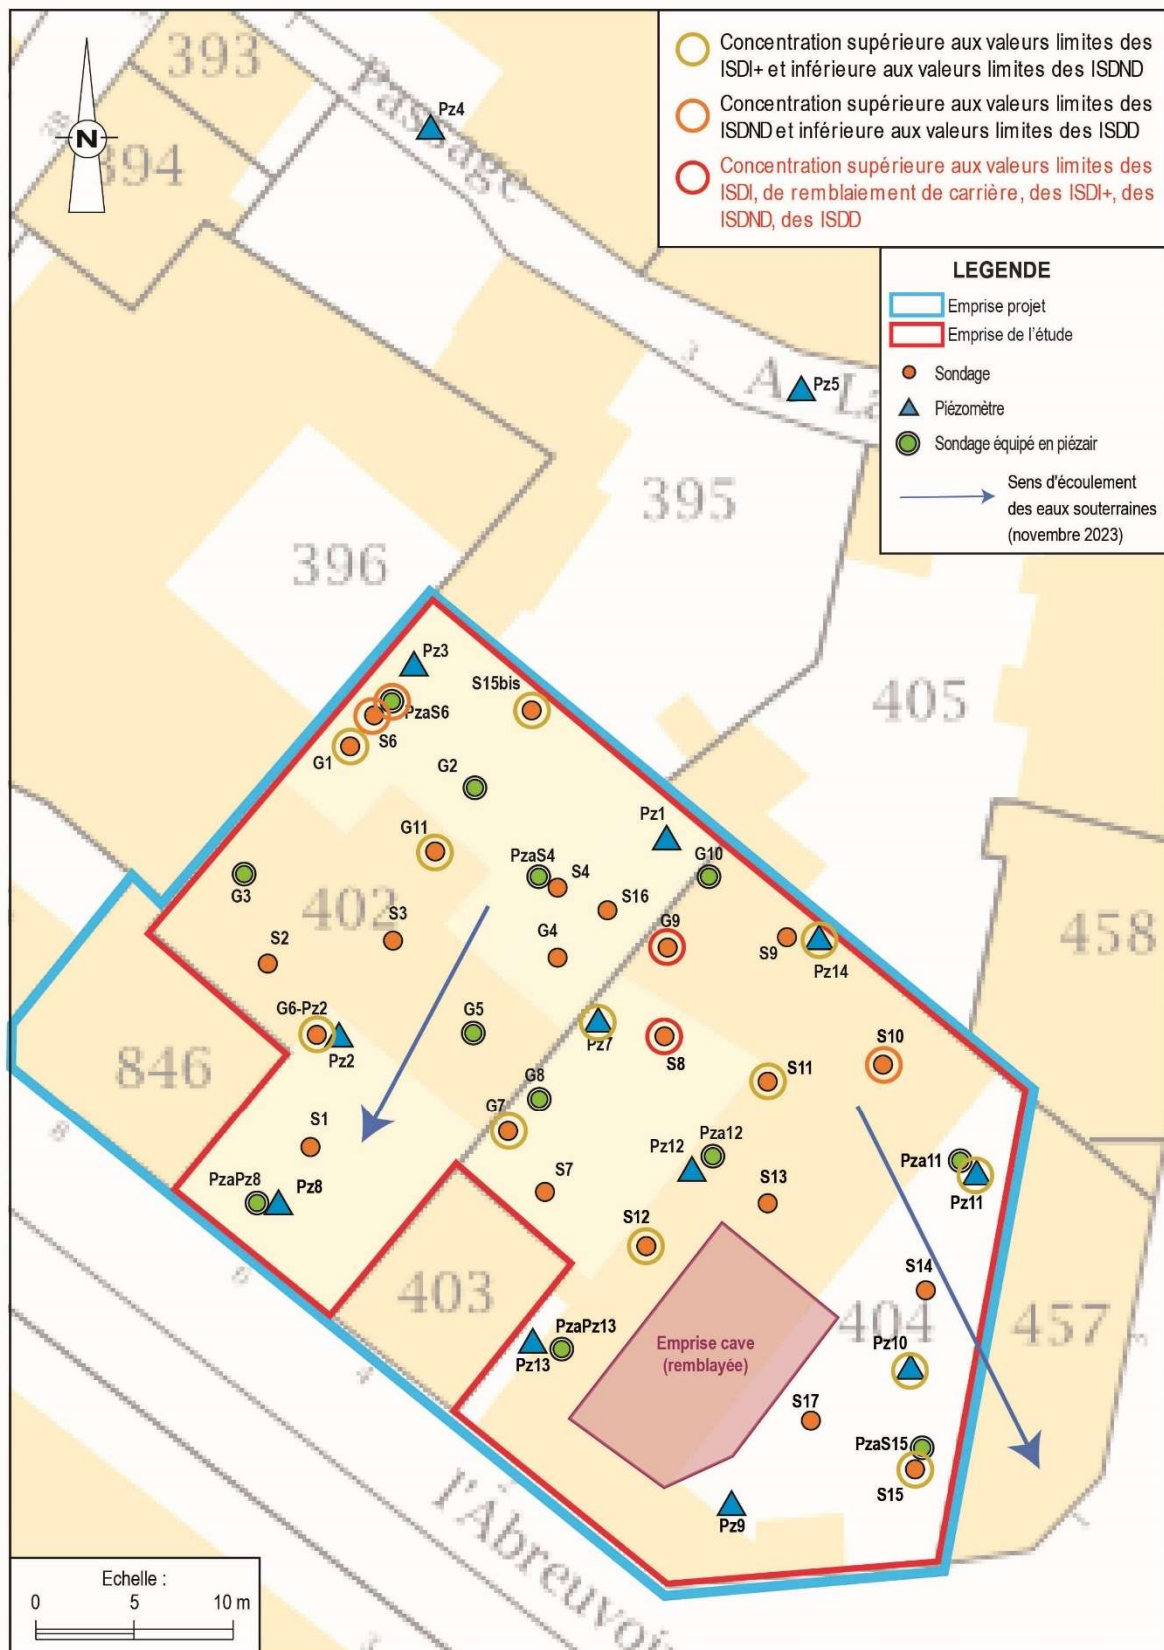 Concentration supérieure aux valeurs limites des
ISDI+ et inférieure aux valeurs limites des ISDND
Concentration supérieure aux valeurs limites des
ISDND et inférieure aux valeurs limites des ISDD
Concentration supérieure aux valeurs limites des
ISDI, de remblaiement de carrière, des ISDI+, des
ISDND, des ISDD
LEGENDE
Emprise projet
Emprise de l'étude
Sondage
Piézomètre
Sondage équipé en piézair
Sens d'écoulement
des eaux souterraines
(novembre 2023)
N
393
394
Passage
Pz4
3
A
La
Pz5
395
396
405
Pz3
S15bis
PzaS6
S6
G1
G2
Pz1
G11
PzaS4
S4
G10
G3
402
S16
S3
G9
458
S2
G4
S9
Pz14
G6-Pz2
G5
Pz7
S10
Pz2
S8
846
S11
G8
8
G7
S1
Pz12
Pza12
Pza11
PzaPz8
Pz8
S7
S13
Pz11
S12
6
S14
403
404
457
Pz10
PzaPz13
Pz13
Emprise cave
(remblayée)
4
S17
PzaS15
S15
l'Abreuvoir
Pz9
Echelle :
0 5 10 m